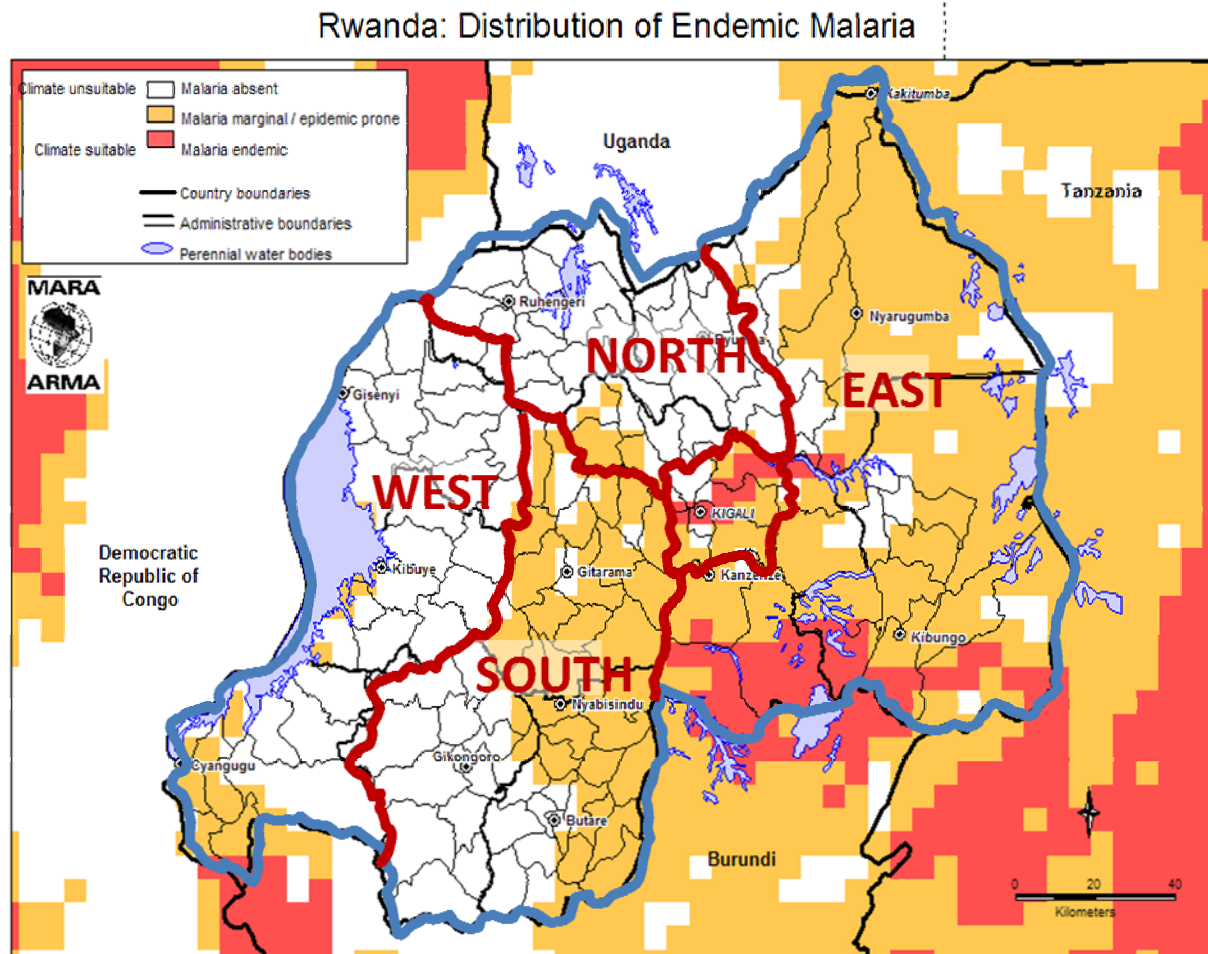 Rwanda: Distribution of Endemic Malaria
Climate unsuitable
Malaria absent
Malaria marginal / epidemic prone
Climate suitable
Malaria endemic
Country boundaries
Administrative boundaries
Perennial water bodies
MARA
ARMA
Uganda
Kakitumba
Tanzania
Ruhengeri
Nyarugumba
NORTH
EAST
Gisenyi
WEST
KIGALI
Democratic
Republic of
Congo
Kibuye
Gitarama
Kanzenze
Kibungo
SOUTH
Nyabisindu
Gikongoro
Cyangugu
Butare
Burundi
0 20 40
Kilometers